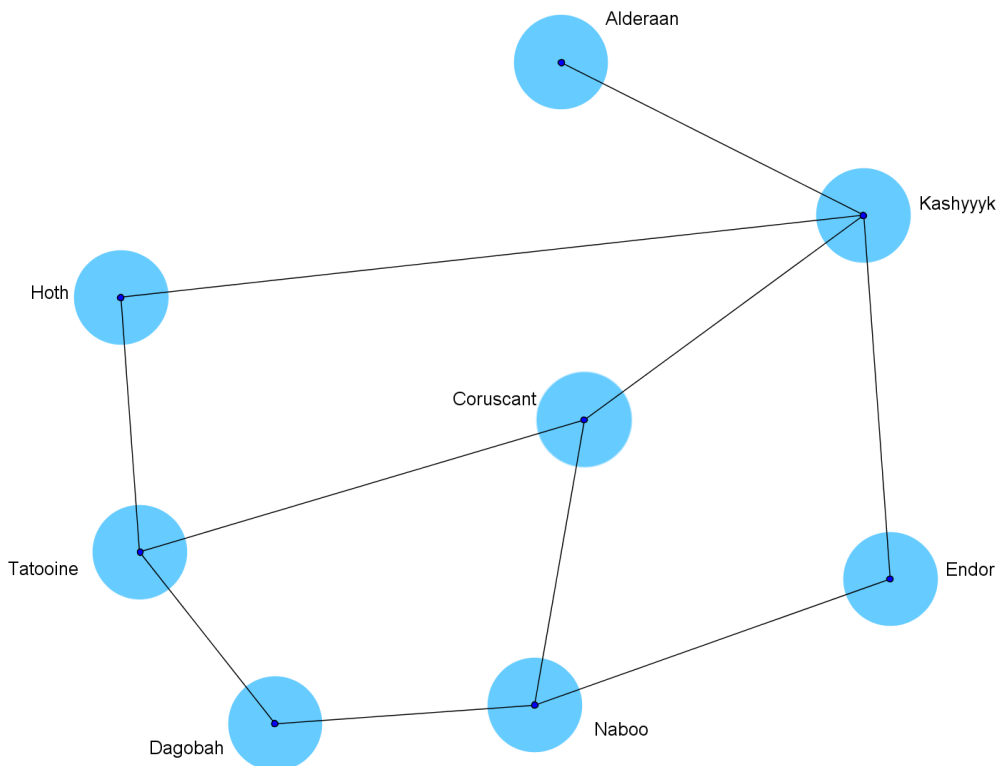 Alderaan
Kashyyyk
Hoth
Coruscant
Tatooine
Endor
Naboo
Dagobah